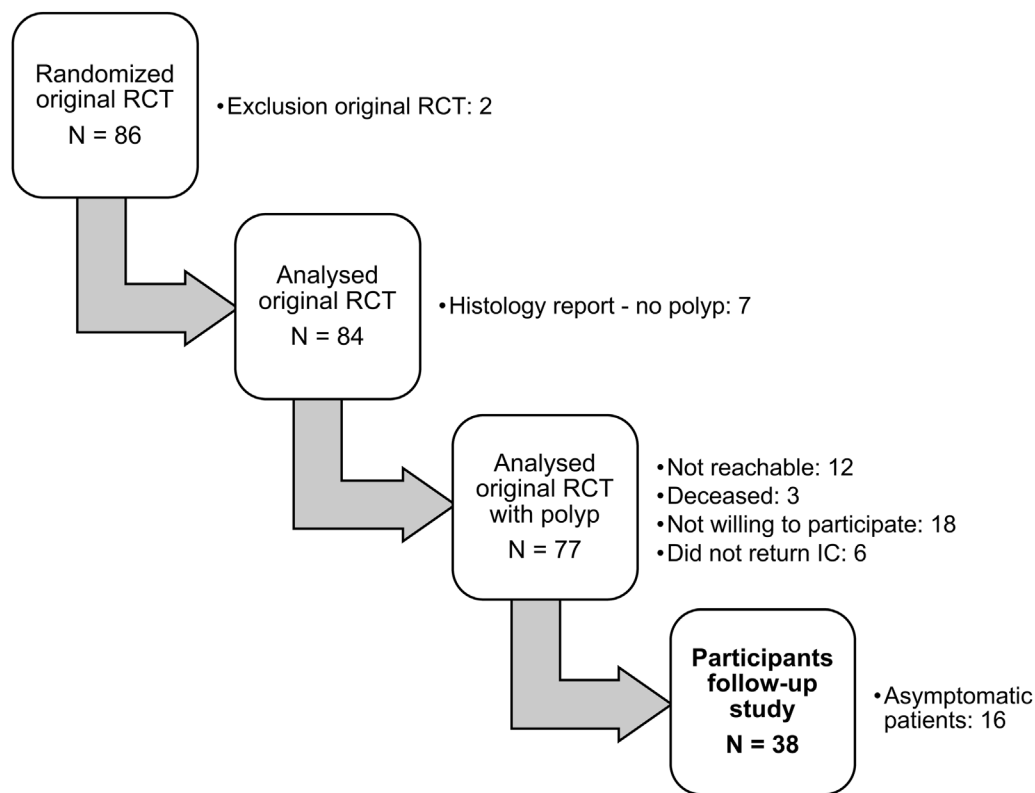 Randomized
original RCT
N = 86
•Exclusion original RCT: 2
Analysed
original RCT
N = 84
•Histology report - no polyp: 7
Analysed
original RCT
with polyp
N = 77
•Not reachable: 12
•Deceased: 3
•Not willing to participate: 18
•Did not return IC: 6
Participants
follow-up
study
N = 38
•Asymptomatic
patients: 16